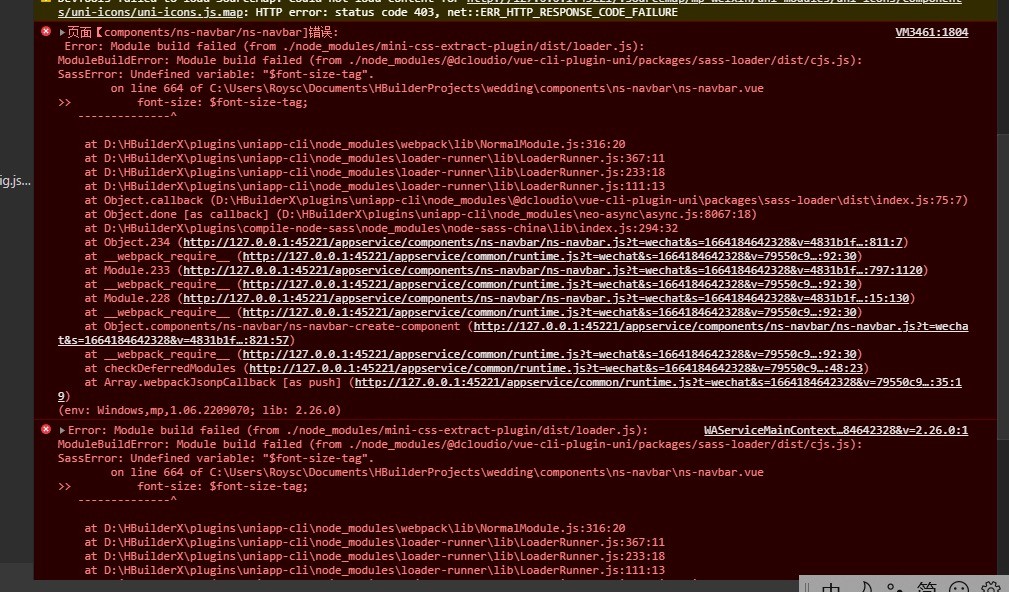 s/uni-icons/uni-icons.js.map: HTTP error: status code 403, net::ERR_HTTP_RESPONSE_CODE_FAILURE
页面【components/ns-navbar/ns-navbar]错误: VM3461:1804
Error: Module build failed (from ./node_modules/mini-css-extract-plugin/dist/loader.js):
ModuleBuildError: Module build failed (from ./node_modules/@dcloudio/vue-cli-plugin-uni/packages/sass-loader/dist/cjs.js):
SassError: Undefined variable: "$font-size-tag".
on line 664 of C:\Users\Roysc\Documents\HBuilderProjects\wedding\components\ns-navbar\ns-navbar.vue
>> font-size: $font-size-tag;
--------------^
ig.js...
at D:\HBuilderX\plugins\uniapp-cli\node_modules\webpack\lib\NormalModule.js:316:20
at D:\HBuilderX\plugins\uniapp-cli\node_modules\loader-runner\lib\LoaderRunner.js:367:11
at D:\HBuilderX\plugins\uniapp-cli\node_modules\loader-runner\lib\LoaderRunner.js:233:18
at D:\HBuilderX\plugins\uniapp-cli\node_modules\loader-runner\lib\LoaderRunner.js:111:13
at Object.callback (D:\HBuilderX\plugins\uniapp-cli\node_modules\@dcloudio\vue-cli-plugin-uni\packages\sass-loader\dist\index.js:75:7)
at Object.done [as callback] (D:\HBuilderX\plugins\uniapp-cli\node_modules\neo-async\async.js:8067:18)
at D:\HBuilderX\plugins\compile-node-sass\node_modules\node-sass-china\lib\index.js:294:32
at Object.234 (http://127.0.0.1:45221/appservice/components/ns-navbar/ns-navbar.js?t=wechat&s=1664184642328&v=4831b1f…:811:7)
at __webpack_require__ (http://127.0.0.1:45221/appservice/common/runtime.js?t=wechat&s=1664184642328&v=79550c9…:92:30)
at Module.233 (http://127.0.0.1:45221/appservice/components/ns-navbar/ns-navbar.js?t=wechat&s=1664184642328&v=4831b1f…:797:1120)
at __webpack_require__ (http://127.0.0.1:45221/appservice/common/runtime.js?t=wechat&s=1664184642328&v=79550c9…:92:30)
at Module.228 (http://127.0.0.1:45221/appservice/components/ns-navbar/ns-navbar.js?t=wechat&s=1664184642328&v=4831b1f…:15:130)
at __webpack_require__ (http://127.0.0.1:45221/appservice/common/runtime.js?t=wechat&s=1664184642328&v=79550c9…:92:30)
at Object.components/ns-navbar/ns-navbar-create-component (http://127.0.0.1:45221/appservice/components/ns-navbar/ns-navbar.js?t=wecha
t&s=1664184642328&v=4831b1f…:821:57)
at __webpack_require__ (http://127.0.0.1:45221/appservice/common/runtime.js?t=wechat&s=1664184642328&v=79550c9…:92:30)
at checkDeferredModules (http://127.0.0.1:45221/appservice/common/runtime.js?t=wechat&s=1664184642328&v=79550c9…:48:23)
at Array.webpackJsonpCallback [as push] (http://127.0.0.1:45221/appservice/common/runtime.js?t=wechat&s=1664184642328&v=79550c9…:35:1
9)
(env: Windows,mp,1.06.2209070; lib: 2.26.0)
Error: Module build failed (from ./node_modules/mini-css-extract-plugin/dist/loader.js): WAServiceMainContext…84642328&v=2.26.0:1
ModuleBuildError: Module build failed (from ./node_modules/@dcloudio/vue-cli-plugin-uni/packages/sass-loader/dist/cjs.js):
SassError: Undefined variable: "$font-size-tag".
on line 664 of C:\Users\Roysc\Documents\HBuilderProjects\wedding\components\ns-navbar\ns-navbar.vue
>> font-size: $font-size-tag;
--------------^
at D:\HBuilderX\plugins\uniapp-cli\node_modules\webpack\lib\NormalModule.js:316:20
at D:\HBuilderX\plugins\uniapp-cli\node_modules\loader-runner\lib\LoaderRunner.js:367:11
at D:\HBuilderX\plugins\uniapp-cli\node_modules\loader-runner\lib\LoaderRunner.js:233:18
at D:\HBuilderX\plugins\uniapp-cli\node_modules\loader-runner\lib\LoaderRunner.js:111:13
中 简